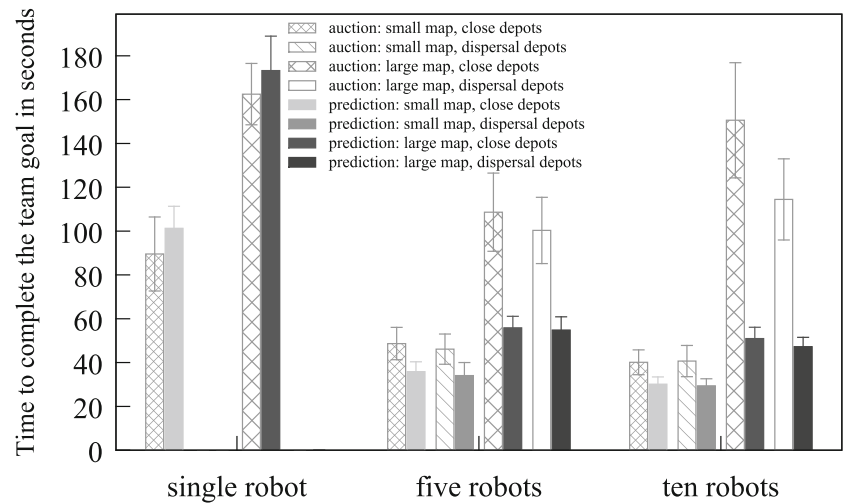 Time to complete the team goal in seconds
180
160
140
120
100
80
60
40
20
0
auction: small map, close depots
auction: small map, dispersal depots
auction: large map, close depots
auction: large map, dispersal depots
prediction: small map, close depots
prediction: small map, dispersal depots
prediction: large map, close depots
prediction: large map, dispersal depots
single robot
five robots
ten robots